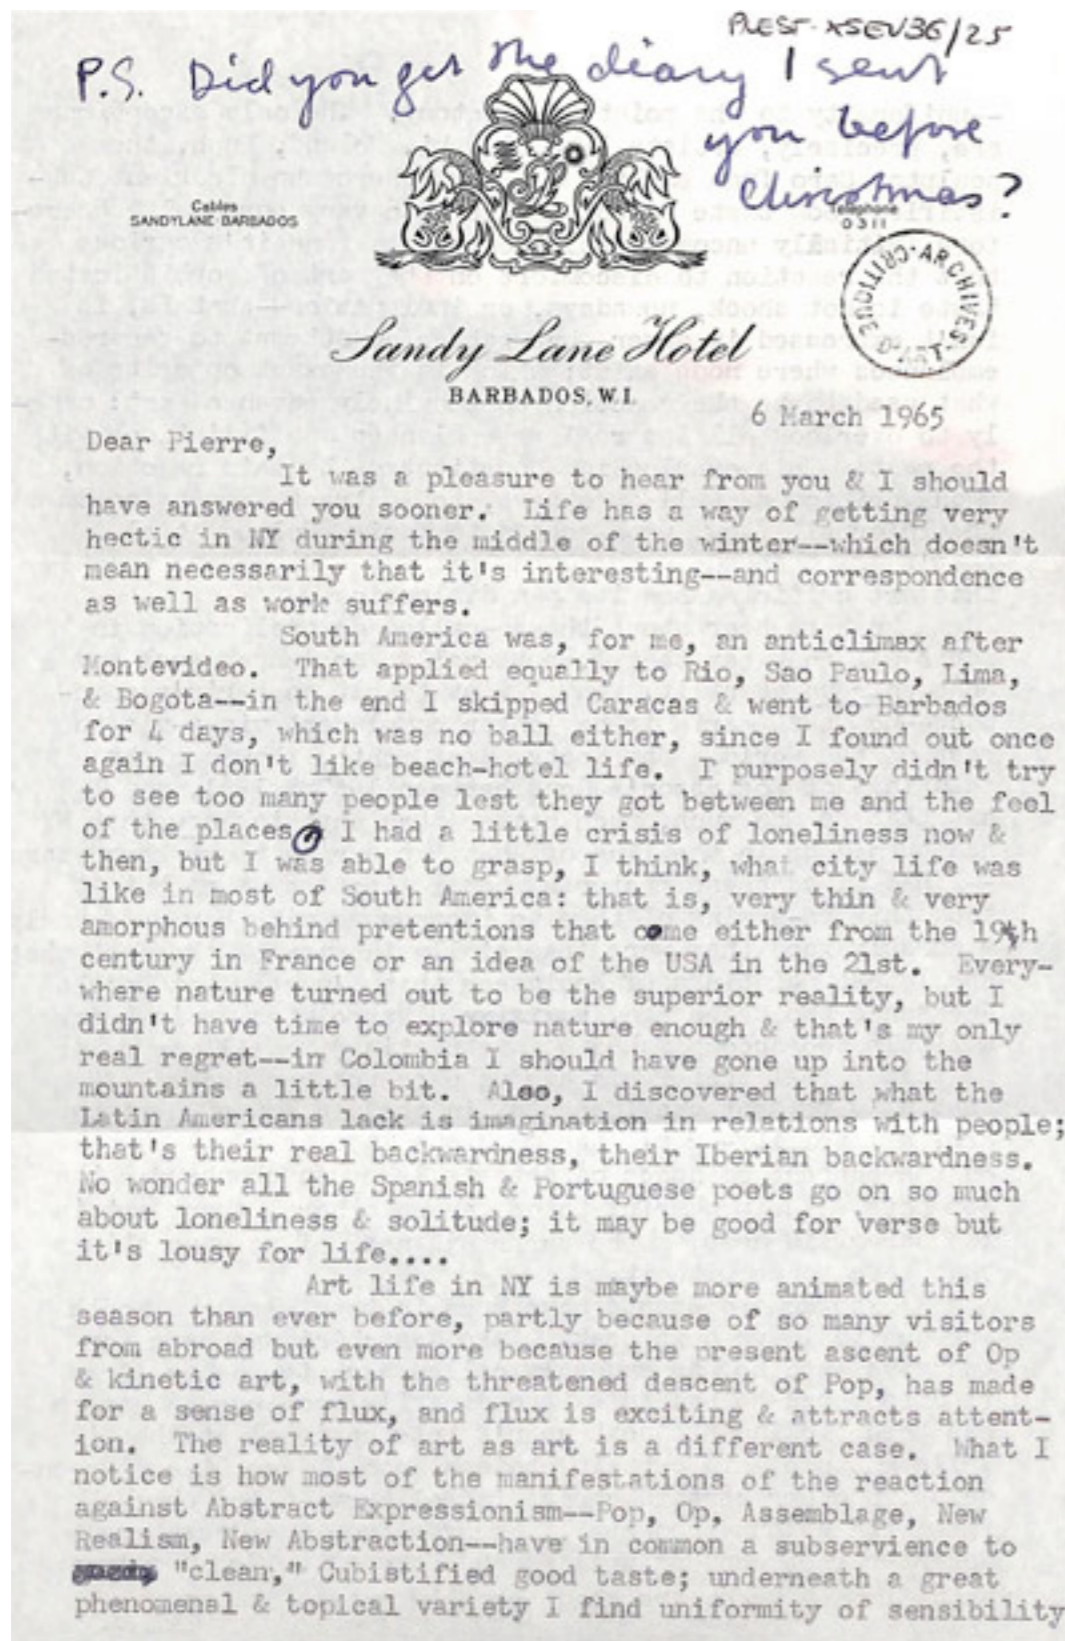 PREST-XSEV36/25
P.S. Did you get the diary I sent
you before
Christmas?
Cables
SANDYLANE BARBADOS
Telephone
0311
ARCHIVES
CRITIQUE
D'ART
Sandy Lane Hotel
BARBADOS, W.I.
6 March 1965
Dear Pierre,
It was a pleasure to hear from you & I should
have answered you sooner. Life has a way of getting very
hectic in NY during the middle of the winter--which doesn't
mean necessarily that it's interesting--and correspondence
as well as work suffers.
South America was, for me, an anticlimax after
Montevideo. That applied equally to Rio, Sao Paulo, Lima,
& Bogota--in the end I skipped Caracas & went to Barbados
for 4 days, which was no ball either, since I found out once
again I don't like beach-hotel life. I purposely didn't try
to see too many people lest they got between me and the feel
of the places, I had a little crisis of loneliness now &
then, but I was able to grasp, I think, what city life was
like in most of South America: that is, very thin & very
amorphous behind pretentions that come either from the 19th
century in France or an idea of the USA in the 21st. Every-
where nature turned out to be the superior reality, but I
didn't have time to explore nature enough & that's my only
real regret--in Colombia I should have gone up into the
mountains a little bit. Also, I discovered that what the
Latin Americans lack is imagination in relations with people;
that's their real backwardness, their Iberian backwardness.
No wonder all the Spanish & Portuguese poets go on so much
about loneliness & solitude; it may be good for verse but
it's lousy for life....
Art life in NY is maybe more animated this
season than ever before, partly because of so many visitors
from abroad but even more because the present ascent of Op
& kinetic art, with the threatened descent of Pop, has made
for a sense of flux, and flux is exciting & attracts attent-
ion. The reality of art as art is a different case. What I
notice is how most of the manifestations of the reaction
against Abstract Expressionism--Pop, Op, Assemblage, New
Realism, New Abstraction--have in common a subservience to
"clean," Cubistified good taste; underneath a great
phenomenal & topical variety I find uniformity of sensibility